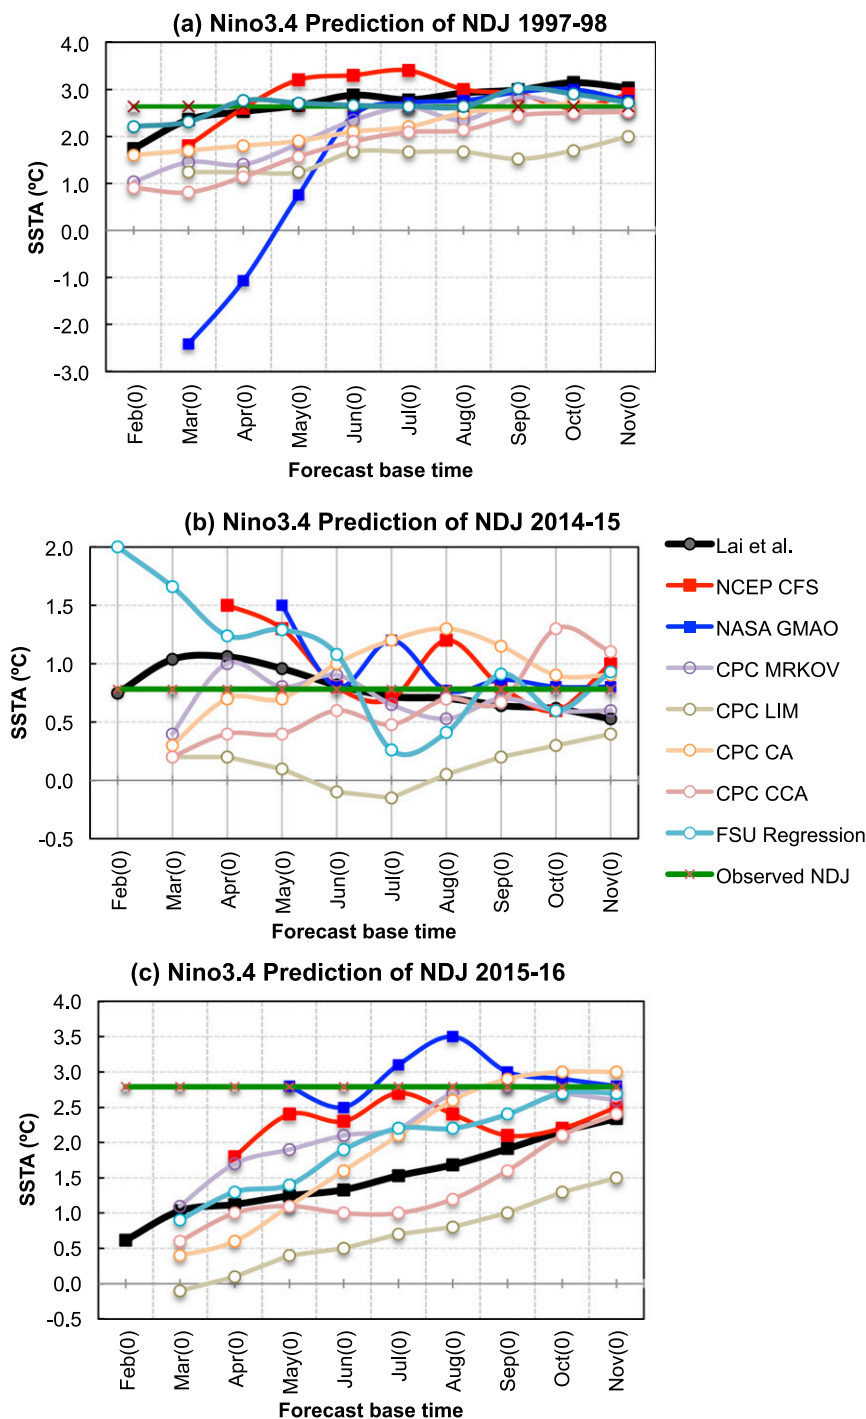 (a) Nino3.4 Prediction of NDJ 1997-98
4.0
3.0
2.0
1.0
0.0
-1.0
-2.0
-3.0
SSTA (ºC)
Feb(0)
Mar(0)
Apr(0)
May(0)
Jun(0)
Jul(0)
Aug(0)
Sep(0)
Oct(0)
Nov(0)
Forecast base time
(b) Nino3.4 Prediction of NDJ 2014-15
2.0
1.5
1.0
0.5
0.0
-0.5
SSTA (ºC)
Feb(0)
Mar(0)
Apr(0)
May(0)
Jun(0)
Jul(0)
Aug(0)
Sep(0)
Oct(0)
Nov(0)
Forecast base time
Lai et al.
NCEP CFS
NASA GMAO
CPC MRKOV
CPC LIM
CPC CA
CPC CCA
FSU Regression
Observed NDJ
(c) Nino3.4 Prediction of NDJ 2015-16
4.0
3.5
3.0
2.5
2.0
1.5
1.0
0.5
0.0
-0.5
SSTA (ºC)
Feb(0)
Mar(0)
Apr(0)
May(0)
Jun(0)
Jul(0)
Aug(0)
Sep(0)
Oct(0)
Nov(0)
Forecast base time